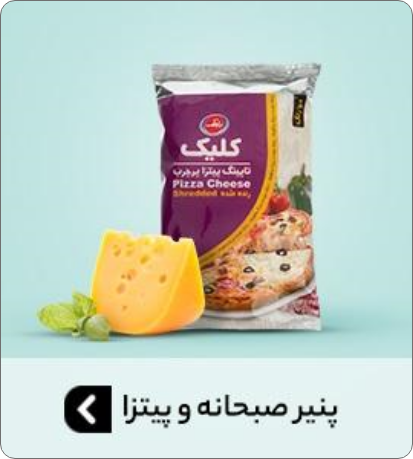 کلیک
تاپینگ پیتزا پرچرب
Pizza Cheese
Shredded رنده شده
پنیر صبحانه و پیتزا